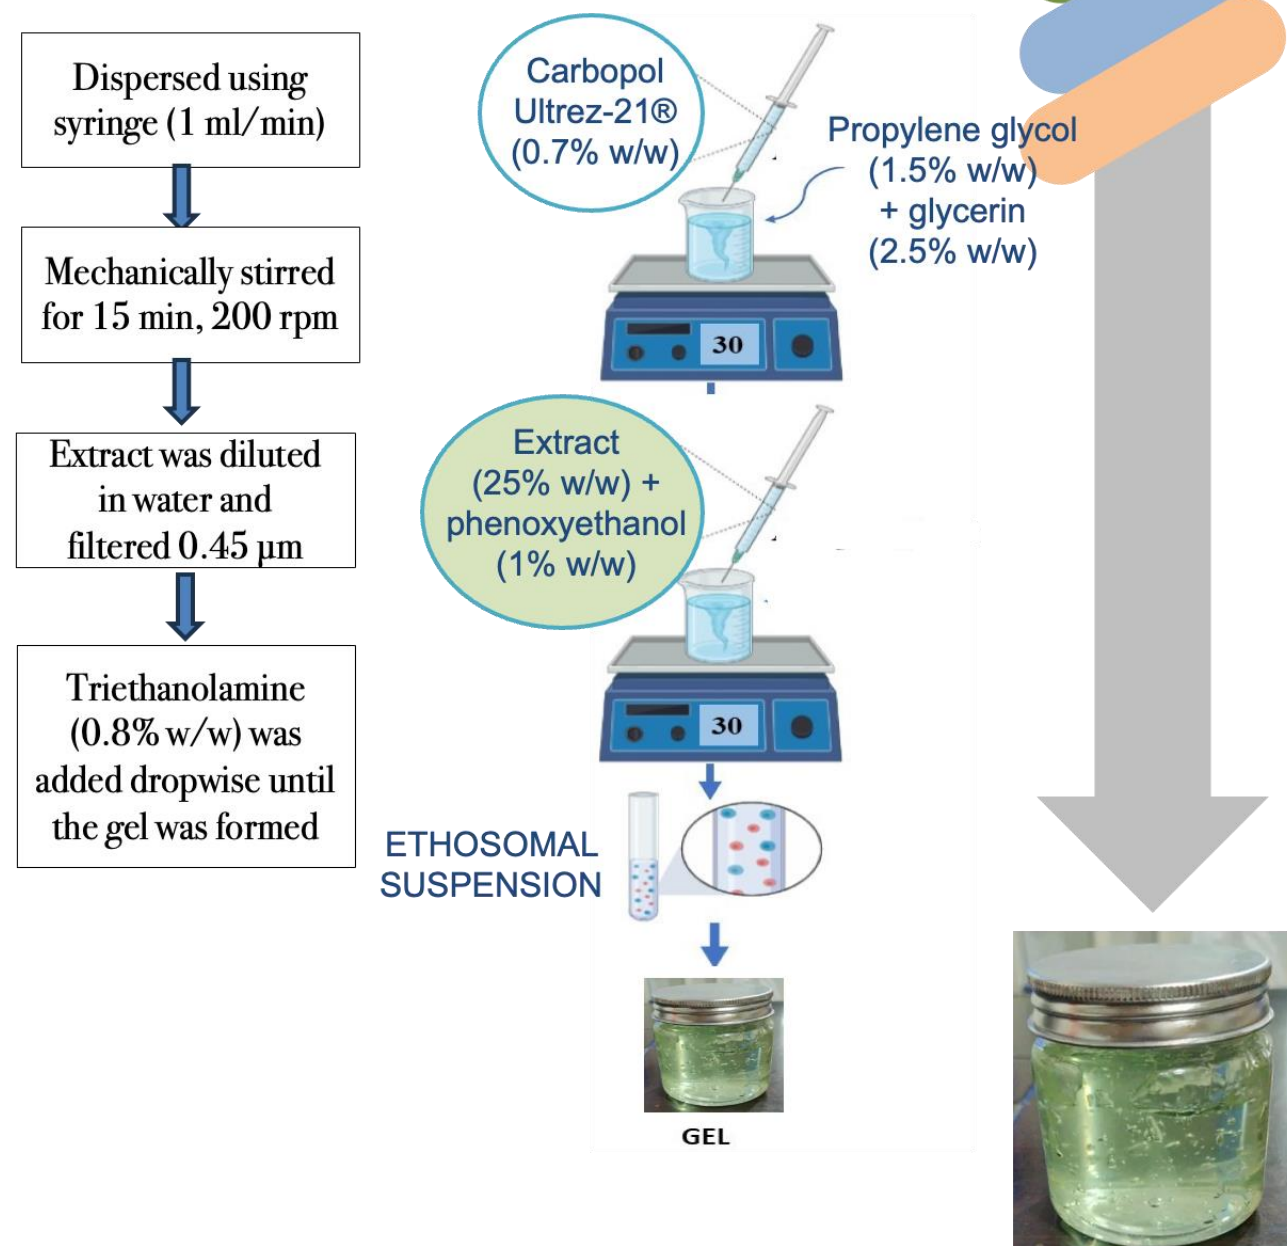 Dispersed using
syringe (1 ml/min)
Mechanically stirred
for 15 min, 200 rpm
Extract was diluted
in water and
filtered 0.45 µm
Triethanolamine
(0.8% w/w) was
added dropwise until
the gel was formed
Carbopol
Ultrez-21®
(0.7% w/w)
Propylene glycol
(1.5% w/w)
+ glycerin
(2.5% w/w)
30
Extract
(25% w/w) +
phenoxyethanol
(1% w/w)
30
ETHOSOMAL
SUSPENSION
GEL